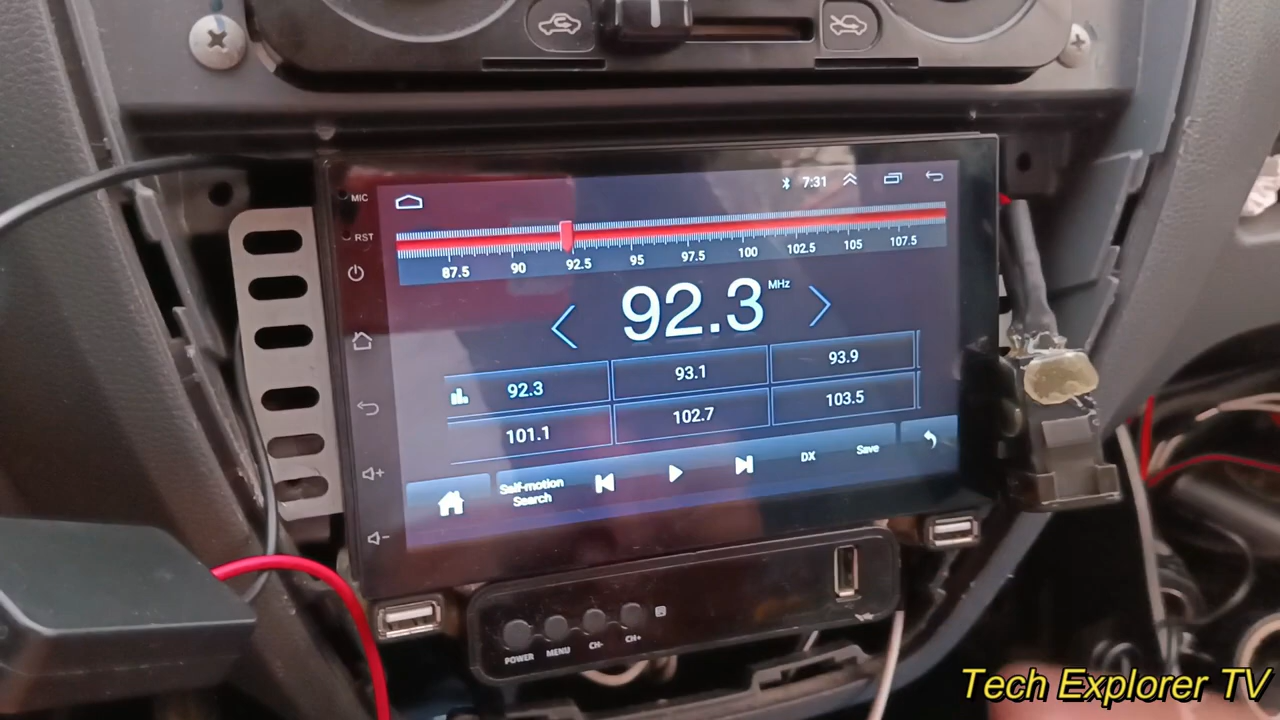 MIC
7:31
RST
87.5 90 92.5 95 97.5 100 102.5 105 107.5
92.3 MHz
92.3 93.1 93.9
101.1 102.7 103.5
Self-motion
Search
DX
Save
POWER MENU CH- CH+
Tech Explorer TV